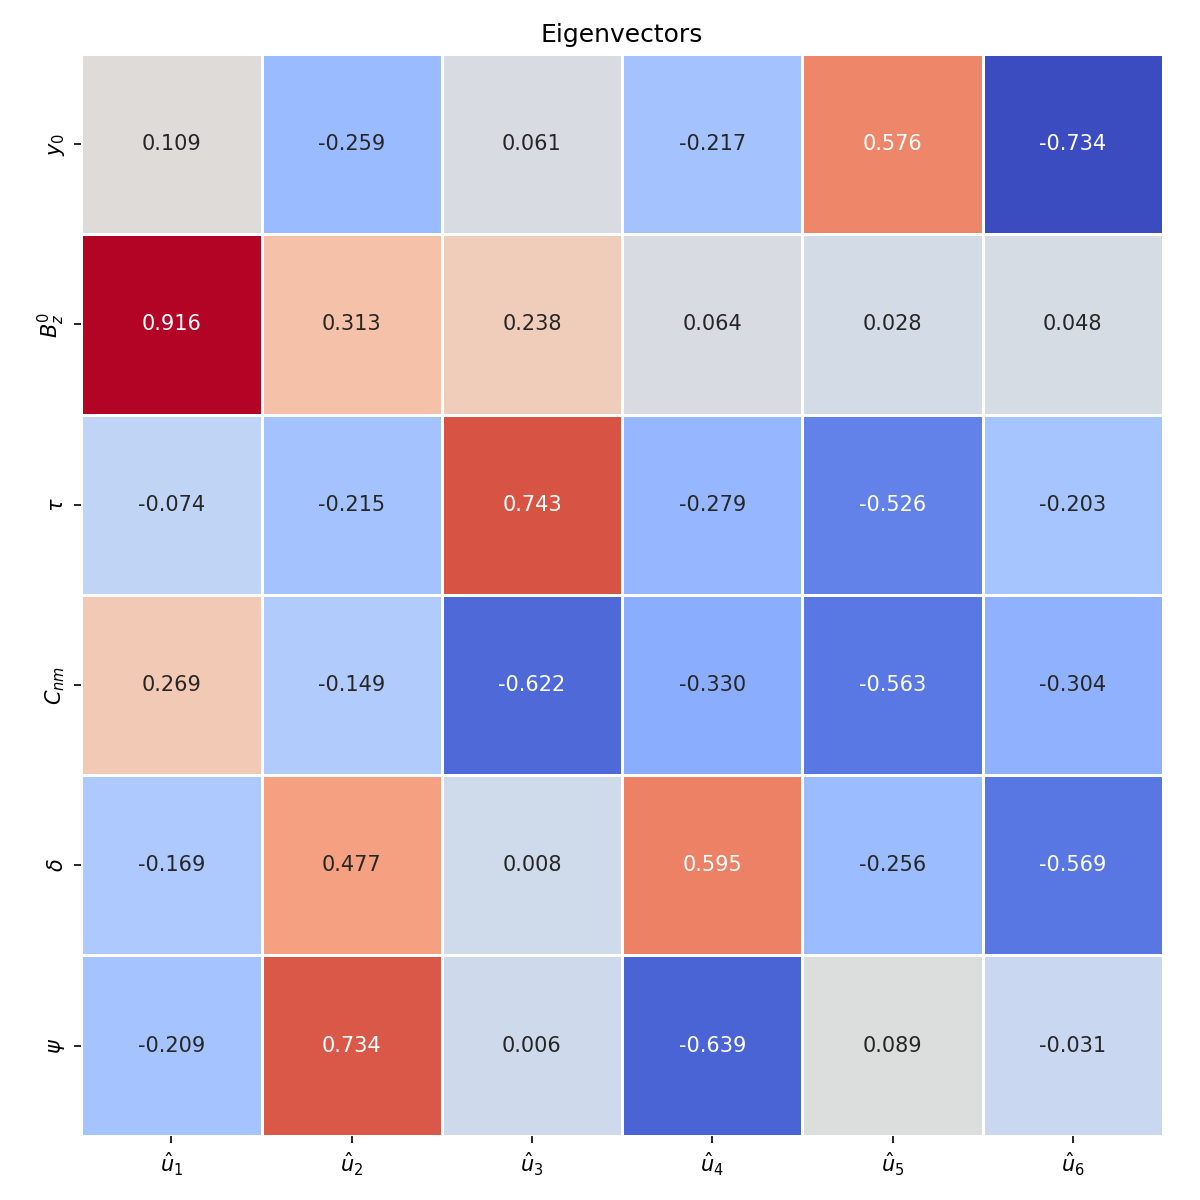 Eigenvectors
y₀ 0.109 -0.259 0.061 -0.217 0.576 -0.734
B_z^0 0.916 0.313 0.238 0.064 0.028 0.048
τ -0.074 -0.215 0.743 -0.279 -0.526 -0.203
C_{nm} 0.269 -0.149 -0.622 -0.330 -0.563 -0.304
δ -0.169 0.477 0.008 0.595 -0.256 -0.569
ψ -0.209 0.734 0.006 -0.639 0.089 -0.031
û₁ û₂ û₃ û₄ û₅ û₆